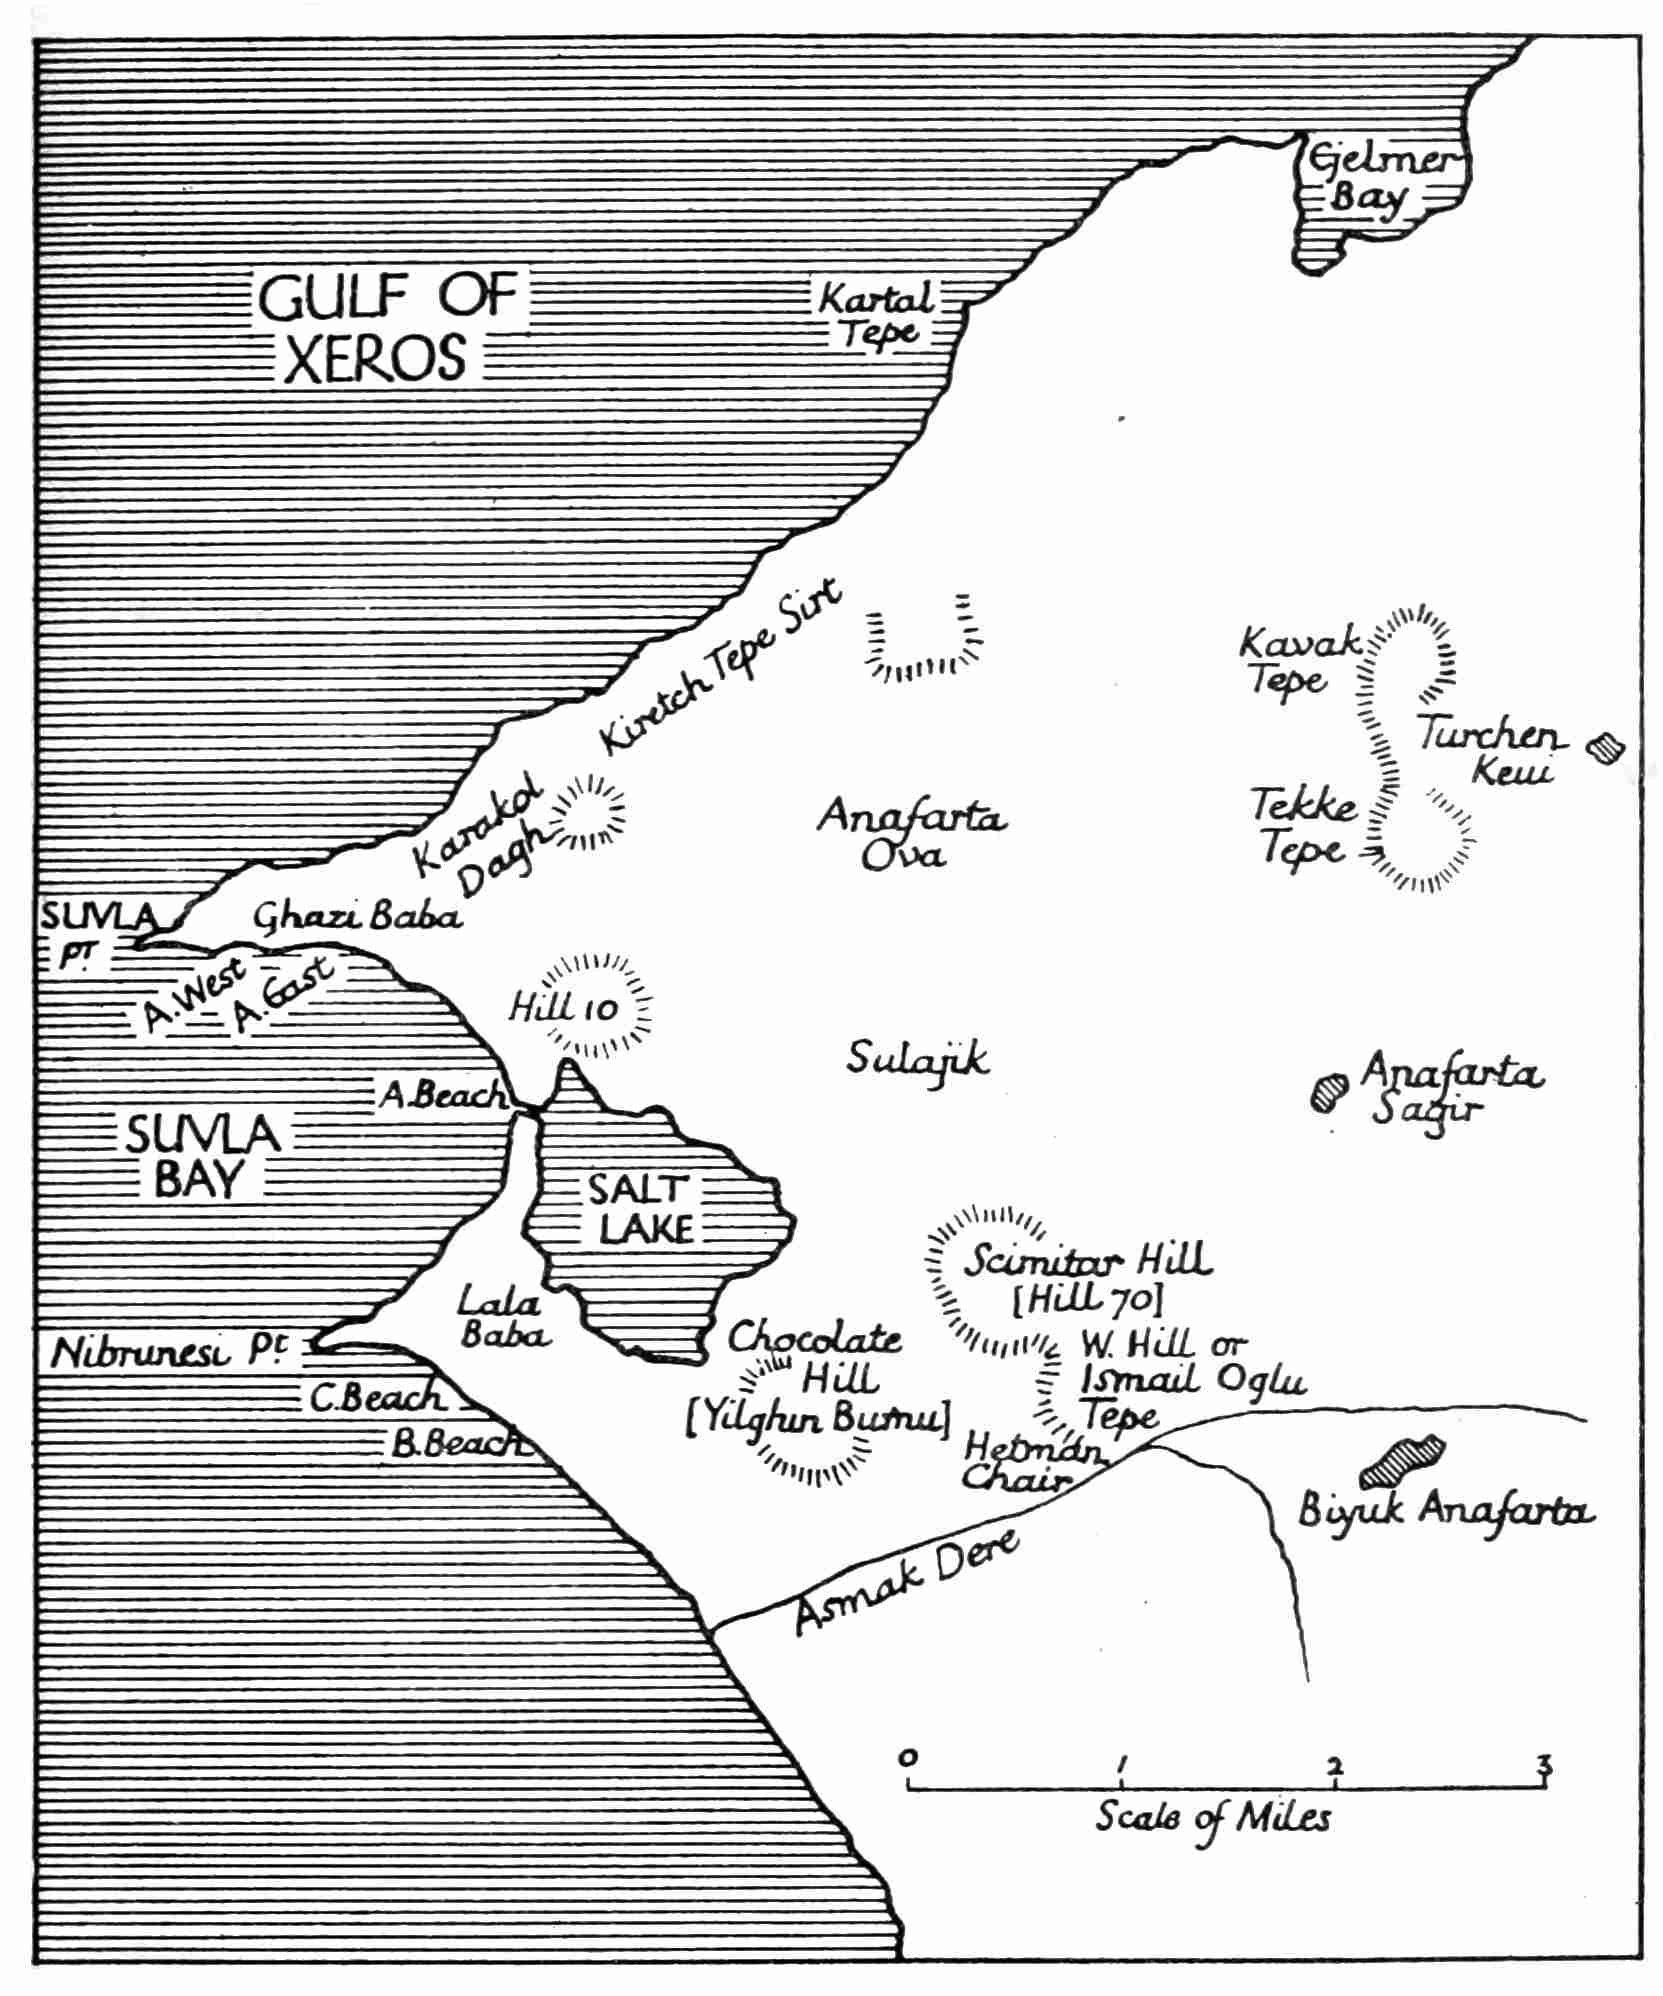 Gjelmer
Bay
GULF OF
XEROS
Kartal
Tepe
Kiretch Tepe Sirt
Kavak
Tepe
Turchen
Keui
Karakol
Dagh
Anafarta
Ova
Tekke
Tepe
SUVLA
PT.
Ghazi Baba
A. West
A. East
Hill 10
Sulajik
Anafarta
Sagir
A. Beach
SUVLA
BAY
SALT
LAKE
Scimitar Hill
[Hill 70]
Lala
Baba
Nibrunesi Pt.
Chocolate
Hill
[Yilghin Burnu]
W. Hill or
Ismail Oglu
Tepe
C. Beach
B. Beach
Hetman
Chair
Biyuk Anafarta
Asmak Dere
0 1 2 3
Scale of Miles